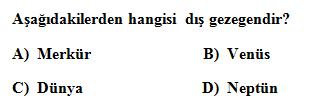 Aşağıdakilerden hangisi dış gezegendir?
A) Merkür B) Venüs
C) Dünya D) Neptün